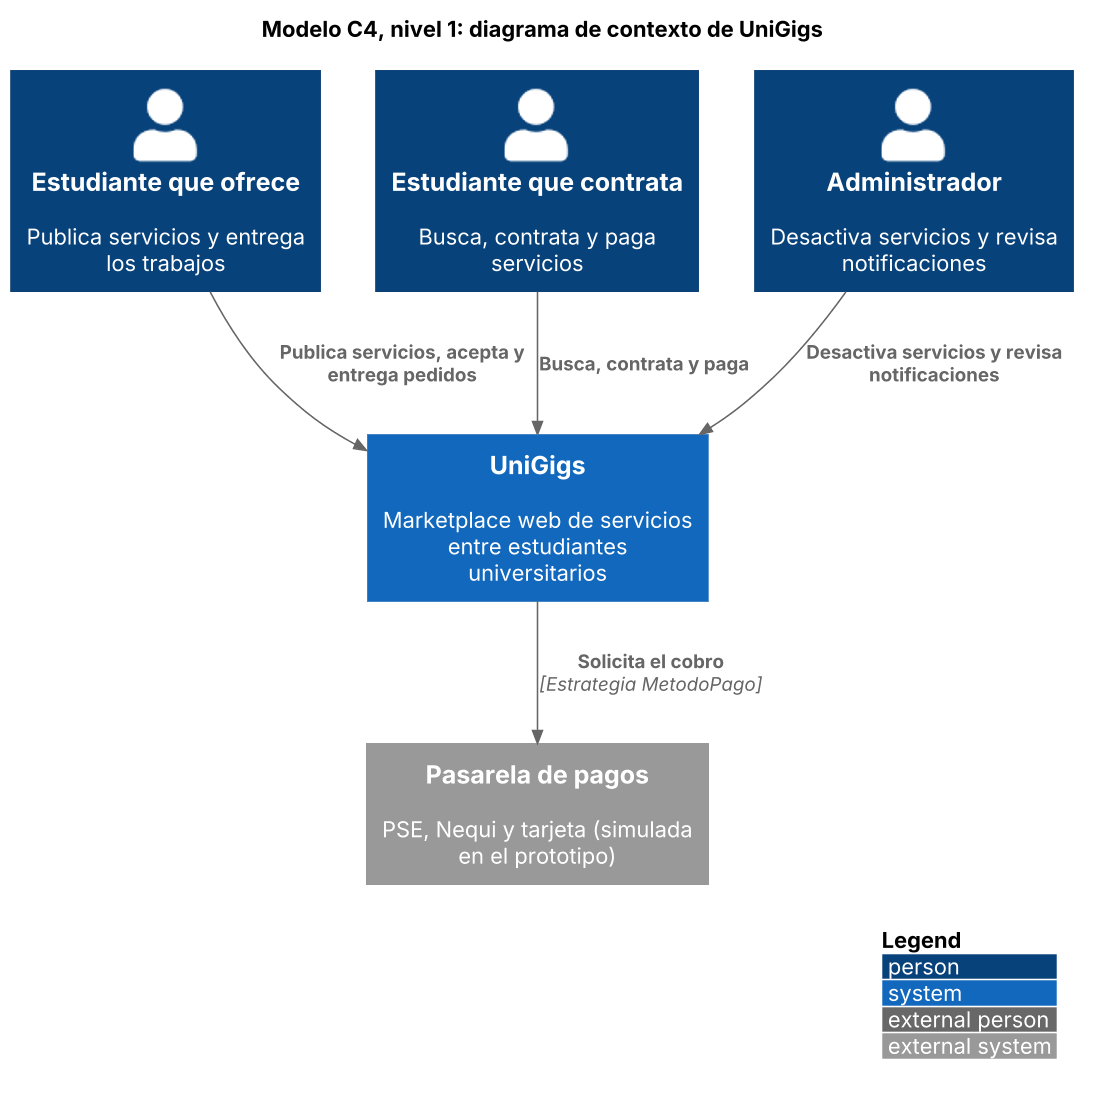 Modelo C4, nivel 1: diagrama de contexto de UniGigs
Estudiante que ofrece
Publica servicios y entrega
los trabajos
Estudiante que contrata
Busca, contrata y paga
servicios
Administrador
Desactiva servicios y revisa
notificaciones
Publica servicios, acepta y
entrega pedidos
Busca, contrata y paga
Desactiva servicios y revisa
notificaciones
UniGigs
Marketplace web de servicios
entre estudiantes
universitarios
Solicita el cobro
[Estrategia MetodoPago]
Pasarela de pagos
PSE, Nequi y tarjeta (simulada
en el prototipo)
Legend
person
system
external person
external system